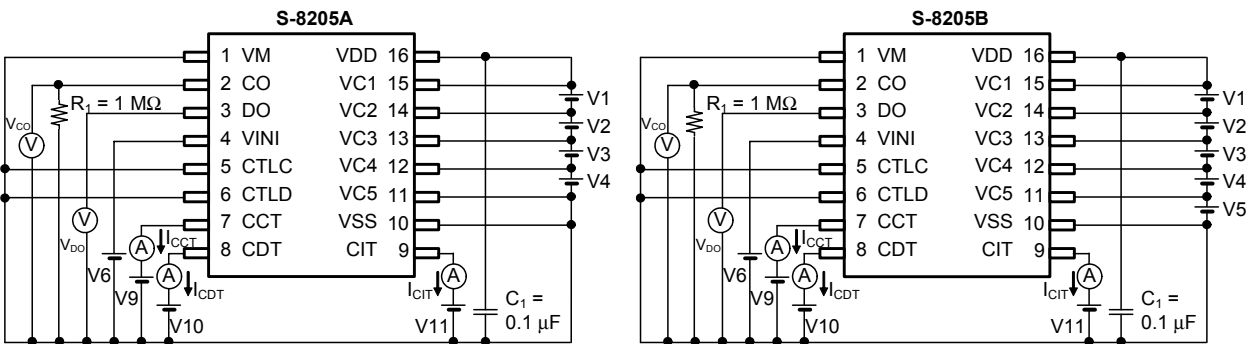 S-8205A
1 VM
2 CO
3 DO
4 VINI
5 CTLC
6 CTLD
7 CCT
8 CDT
VDD 16
VC1 15
VC2 14
VC3 13
VC4 12
VC5 11
VSS 10
CIT 9
R1 = 1 MΩ
VCO
V
V
VDO
V6
A
ICCT
V9
A
ICDT
V10
A
ICIT
V11
C1 =
0.1 µF
V1
V2
V3
V4
S-8205B
1 VM
2 CO
3 DO
4 VINI
5 CTLC
6 CTLD
7 CCT
8 CDT
VDD 16
VC1 15
VC2 14
VC3 13
VC4 12
VC5 11
VSS 10
CIT 9
R1 = 1 MΩ
VCO
V
V
VDO
V6
A
ICCT
V9
A
ICDT
V10
A
ICIT
V11
C1 =
0.1 µF
V1
V2
V3
V4
V5